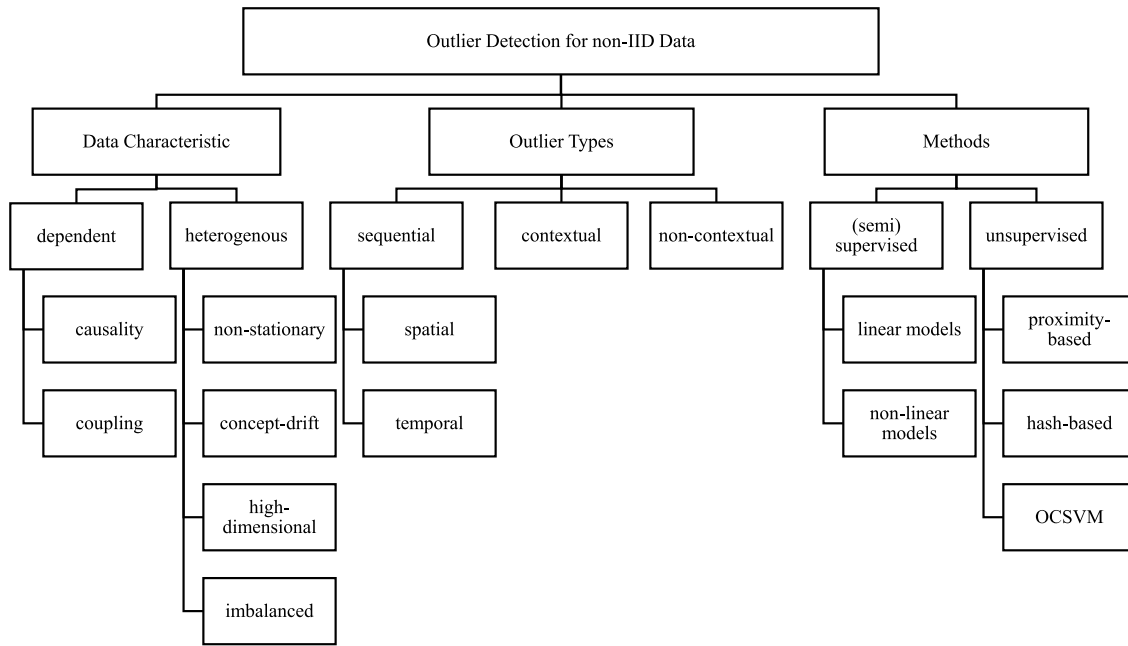 Outlier Detection for non-IID Data
Data Characteristic
Outlier Types
Methods
dependent
heterogenous
sequential
contextual
non-contextual
(semi)
supervised
unsupervised
causality
non-stationary
spatial
linear models
proximity-
based
coupling
concept-drift
temporal
non-linear
models
hash-based
high-
dimensional
OCSVM
imbalanced